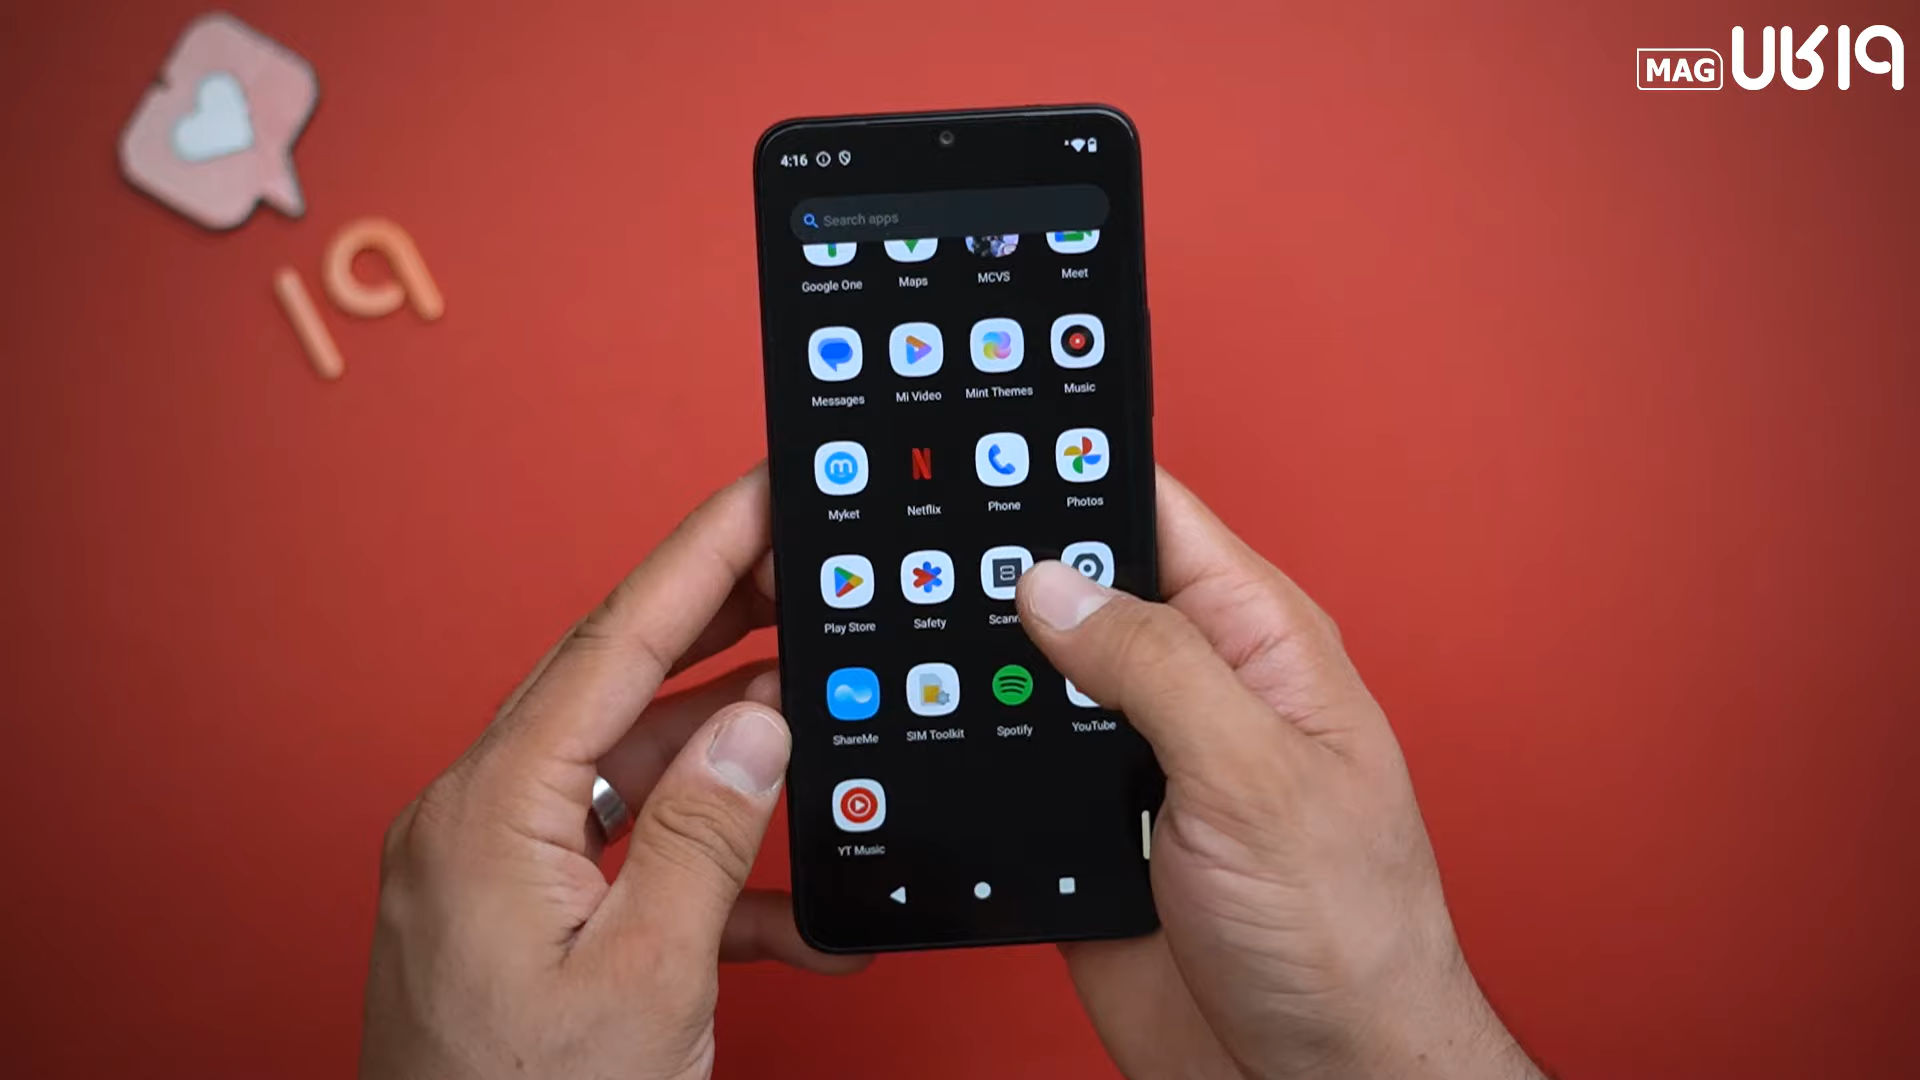 MAG
4:16
Search apps
Google One Maps MCVS Meet
Messages Mi Video Mint Themes Music
Myket Netflix Phone Photos
Play Store Safety
ShareMe SIM Toolkit Spotify YouTube
YT Music
19